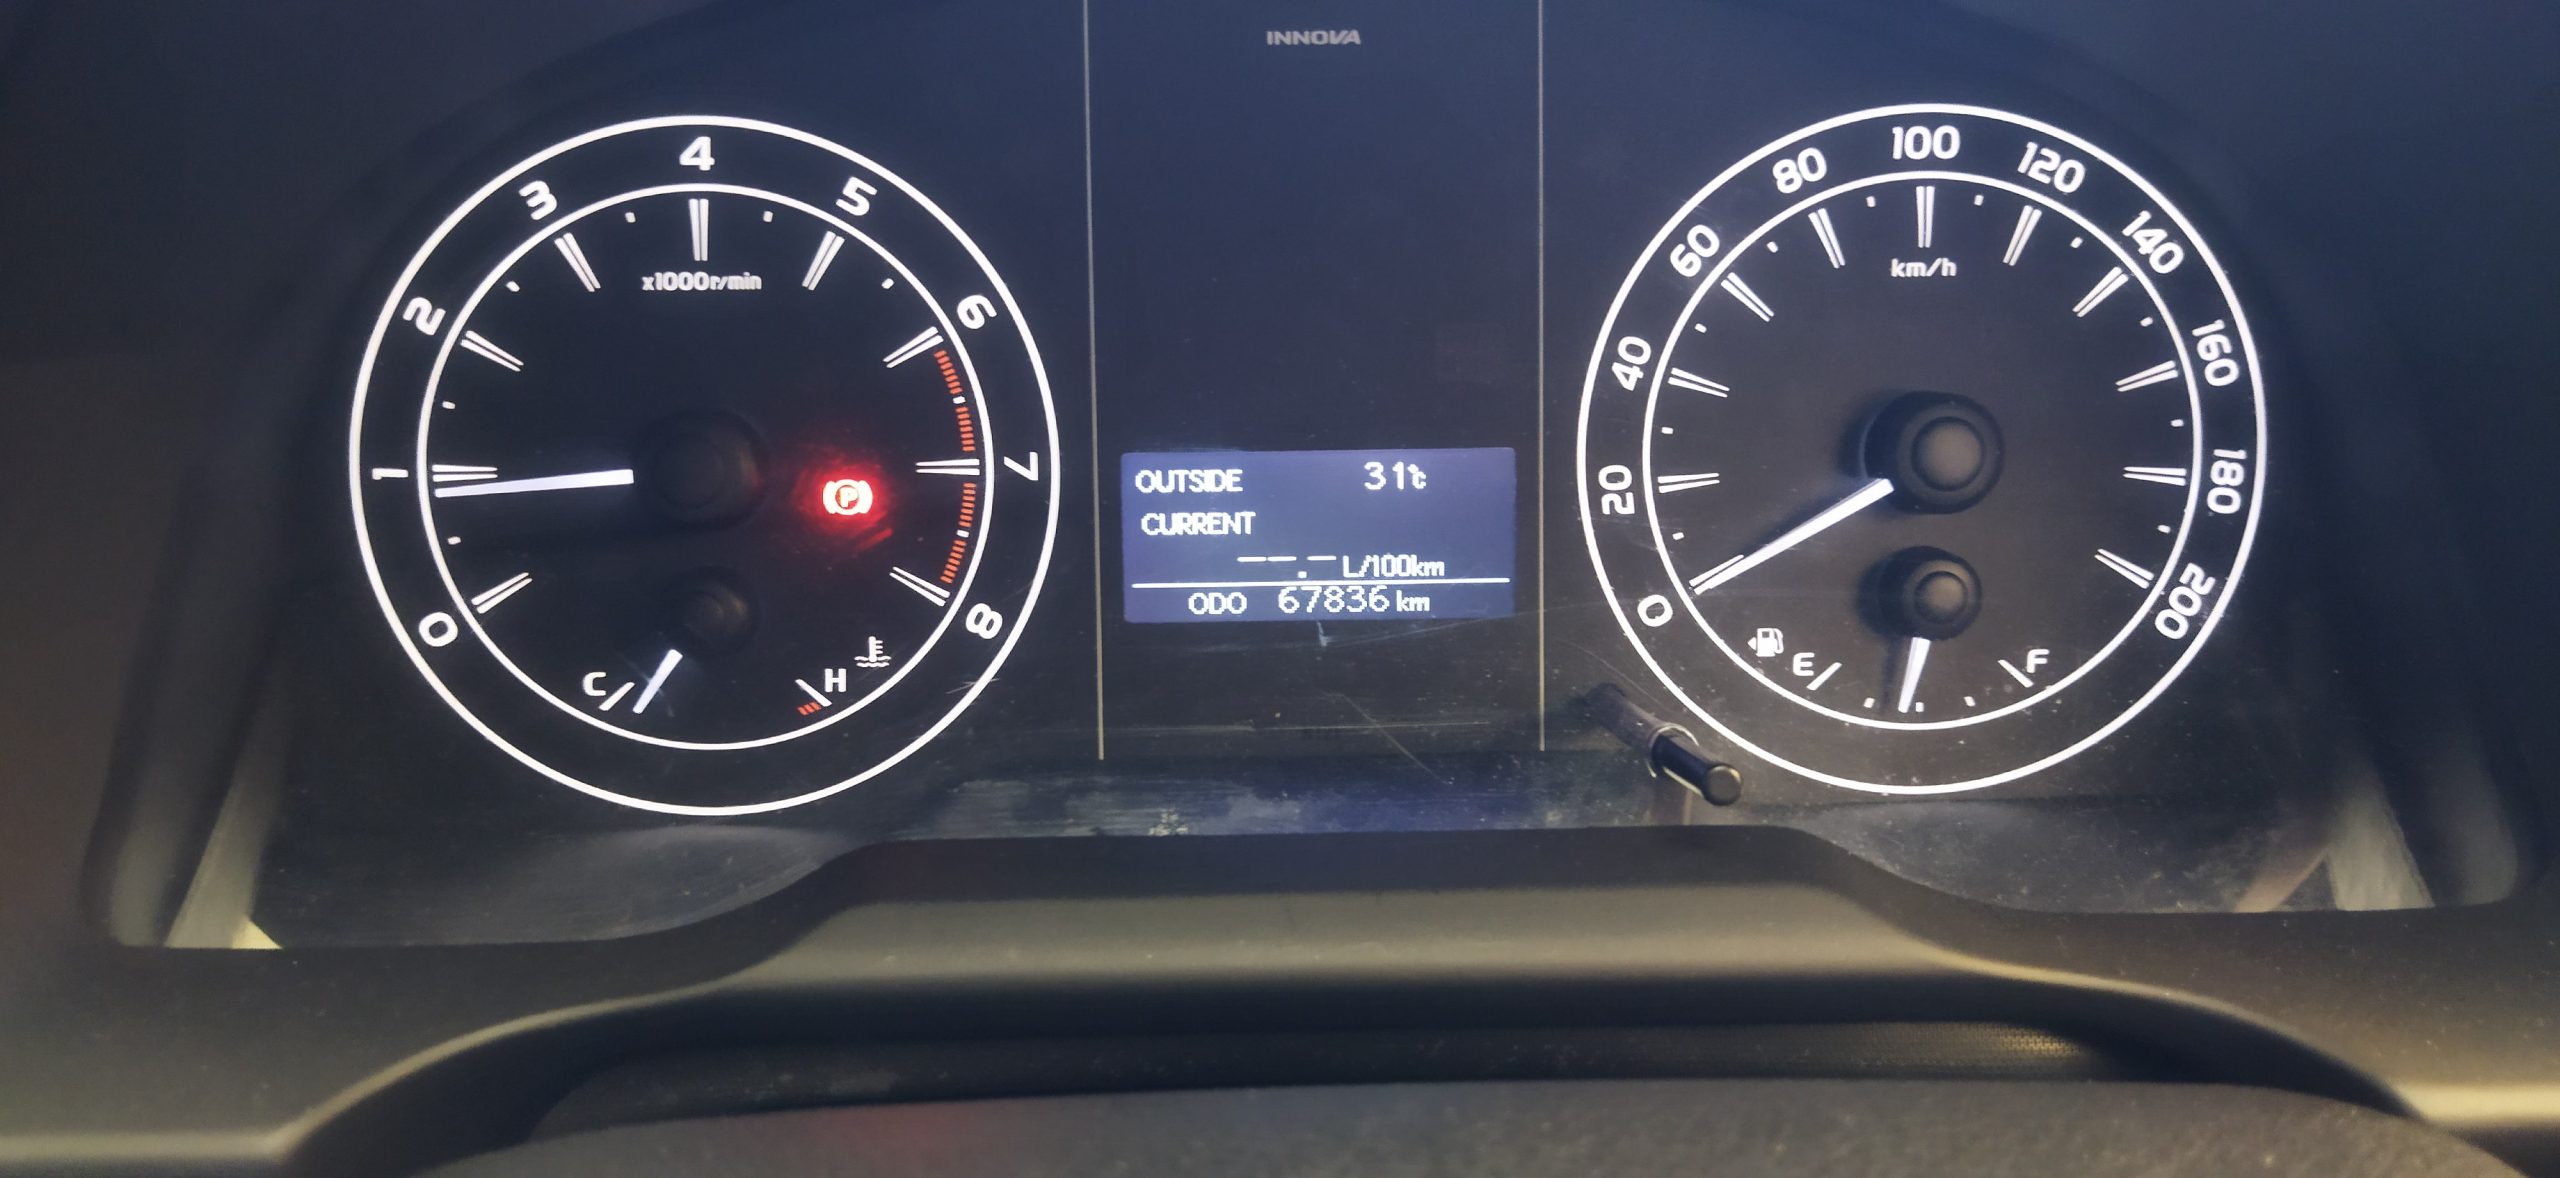 INNOVA
0
1
2
3
4
5
6
7
8
x1000r/min
P
C
H
OUTSIDE 31℃
CURRENT
--.- L/100km
ODO 67836 km
0
20
40
60
80
100
120
140
160
180
200
km/h
E
F